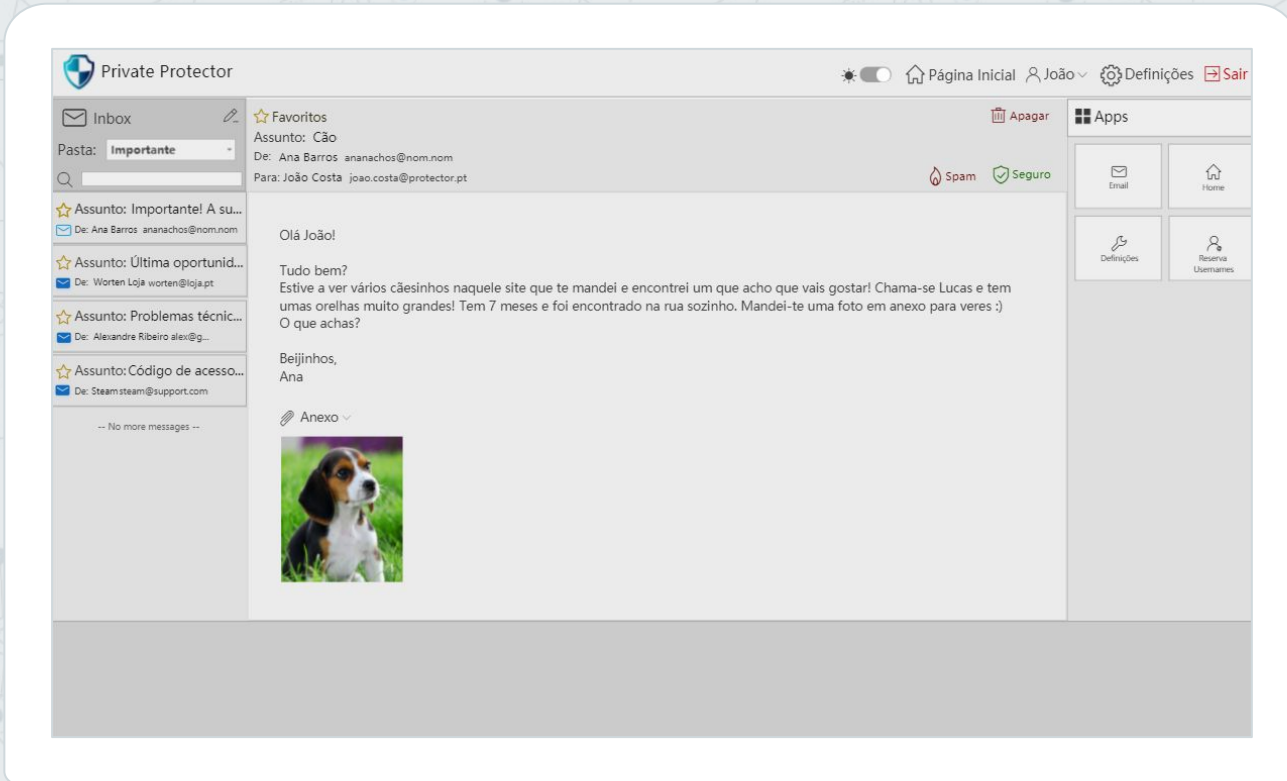 Private Protector
Página Inicial João Definições Sair
Inbox
Pasta: Importante
Assunto: Importante! A su...
De: Ana Barros ananachos@nom.nom
Assunto: Última oportunid...
De: Worten Loja worten@loja.pt
Assunto: Problemas técnic...
De: Alexandre Ribeiro alex@g...
Assunto: Código de acesso...
De: Steam steam@support.com
-- No more messages --
Favoritos
Apagar
Assunto: Cão
De: Ana Barros ananachos@nom.nom
Para: João Costa joao.costa@protector.pt
Spam Seguro
Olá João!
Tudo bem?
Estive a ver vários cãesinhos naquele site que te mandei e encontrei um que acho que vais gostar! Chama-se Lucas e tem
umas orelhas muito grandes! Tem 7 meses e foi encontrado na rua sozinho. Mandei-te uma foto em anexo para veres :)
O que achas?
Beijinhos,
Ana
Anexo
Apps
Email
Home
Definições
Reserva
Usernames